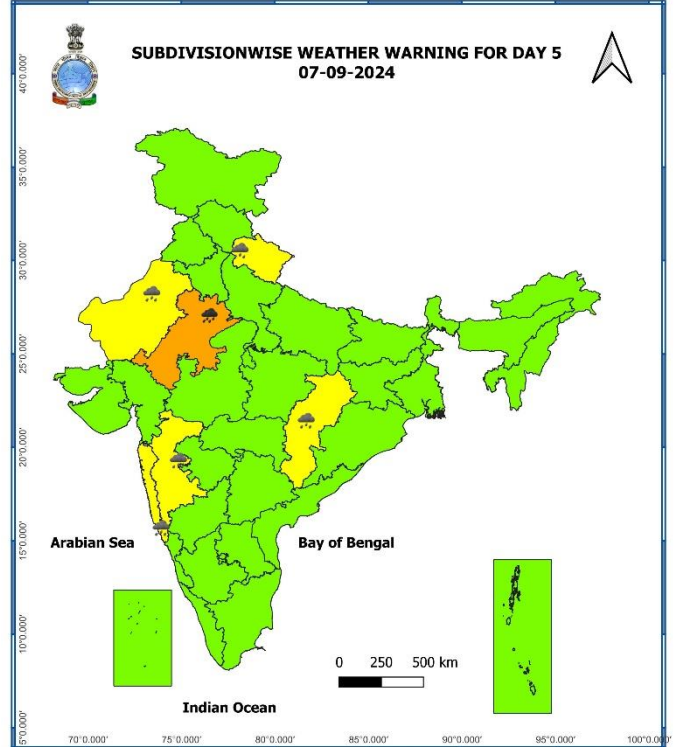 SUBDIVISIONWISE WEATHER WARNING FOR DAY 5
07-09-2024
40°0.000'
35°0.000'
30°0.000'
25°0.000'
20°0.000'
15°0.000'
10°0.000'
5°0.000'
Arabian Sea
Bay of Bengal
0 250 500 km
Indian Ocean
70°0.000' 75°0.000' 80°0.000' 85°0.000' 90°0.000' 95°0.000' 100°0.000'